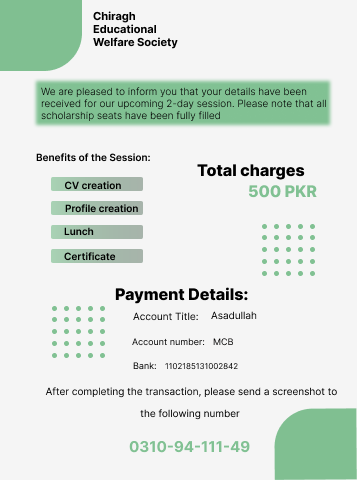 Chiragh
Educational
Welfare Society
We are pleased to inform you that your details have been
received for our upcoming 2-day session. Please note that all
scholarship seats have been fully filled
Benefits of the Session:
CV creation
Profile creation
Lunch
Certificate
Total charges
500 PKR
Payment Details:
Account Title: Asadullah
Account number: MCB
Bank: 1102185131002842
After completing the transaction, please send a screenshot to
the following number
0310-94-111-49